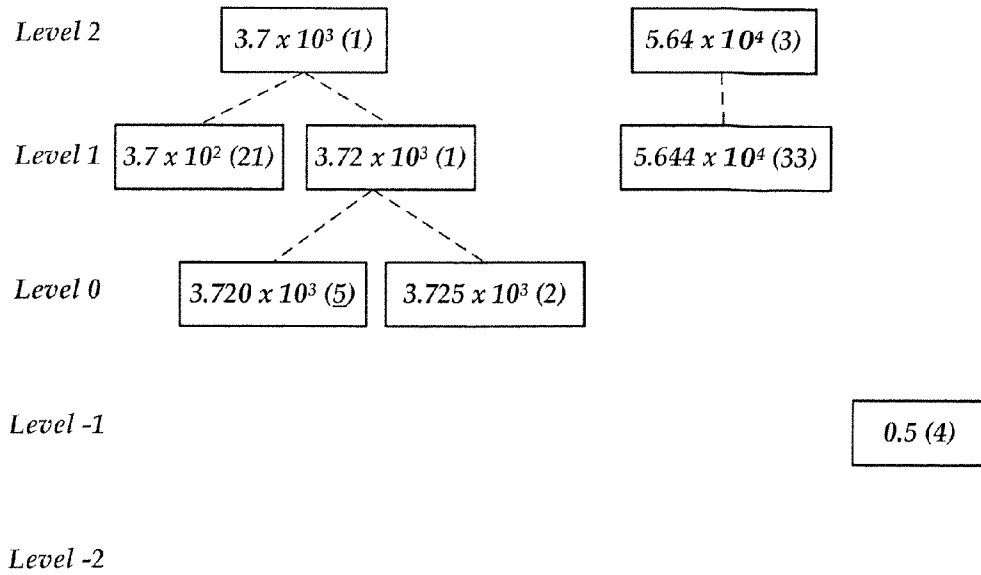 Level 2 3.7 x 10³ (1) 5.64 x 10⁴ (3)
Level 1 3.7 x 10² (21) 3.72 x 10³ (1) 5.644 x 10⁴ (33)
Level 0 3.720 x 10³ (5) 3.725 x 10³ (2)
Level -1 0.5 (4)
Level -2